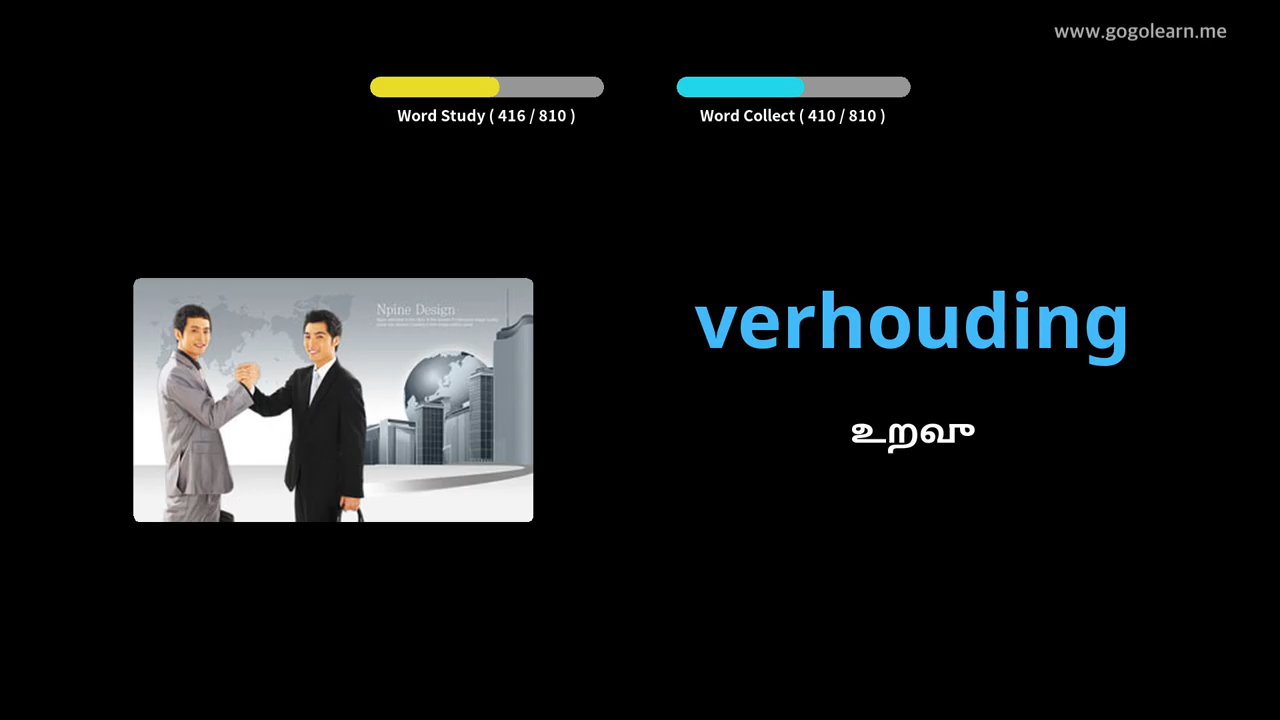 www.gogolearn.me
Word Study ( 416 / 810 )
Word Collect ( 410 / 810 )
Npine Design
verhouding
உறவு